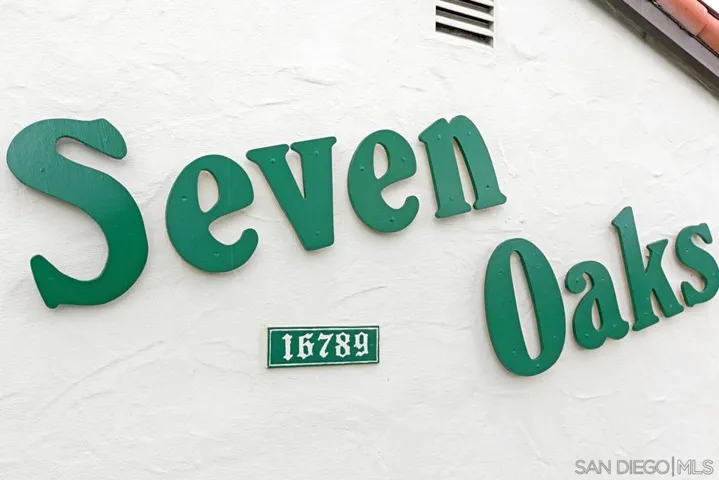 Seven
Oaks
16789
SAN DIEGO|MLS